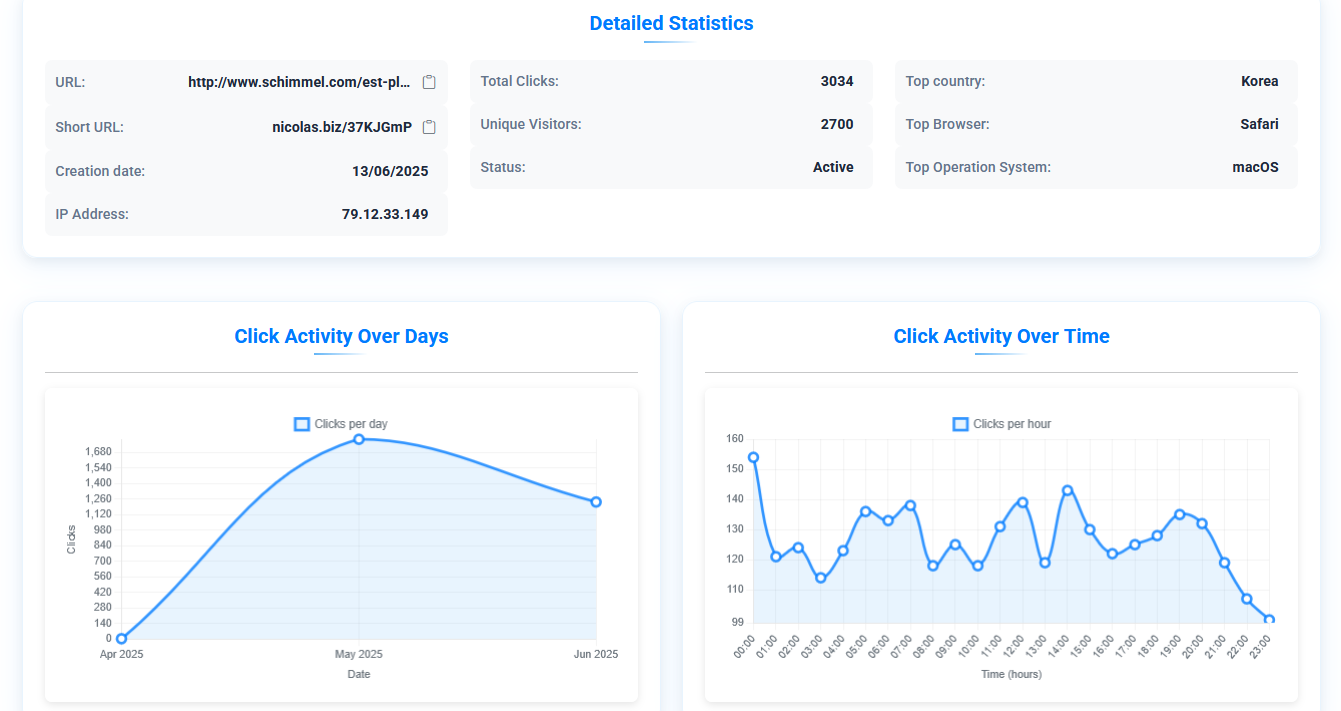 Detailed Statistics
URL: http://www.schimmel.com/est-pl...
Short URL: nicolas.biz/37KJGmP
Creation date: 13/06/2025
IP Address: 79.12.33.149
Total Clicks: 3034
Unique Visitors: 2700
Status: Active
Top country: Korea
Top Browser: Safari
Top Operation System: macOS
Click Activity Over Days
Clicks per day
1,680
1,540
1,400
1,260
1,120
980
840
700
560
420
280
140
0
Clicks
Apr 2025 May 2025 Jun 2025
Date
Click Activity Over Time
Clicks per hour
160
150
140
130
120
110
99
00:00 01:00 02:00 03:00 04:00 05:00 06:00 07:00 08:00 09:00 10:00 11:00 12:00 13:00 14:00 15:00 16:00 17:00 18:00 19:00 20:00 21:00 22:00 23:00
Time (hours)